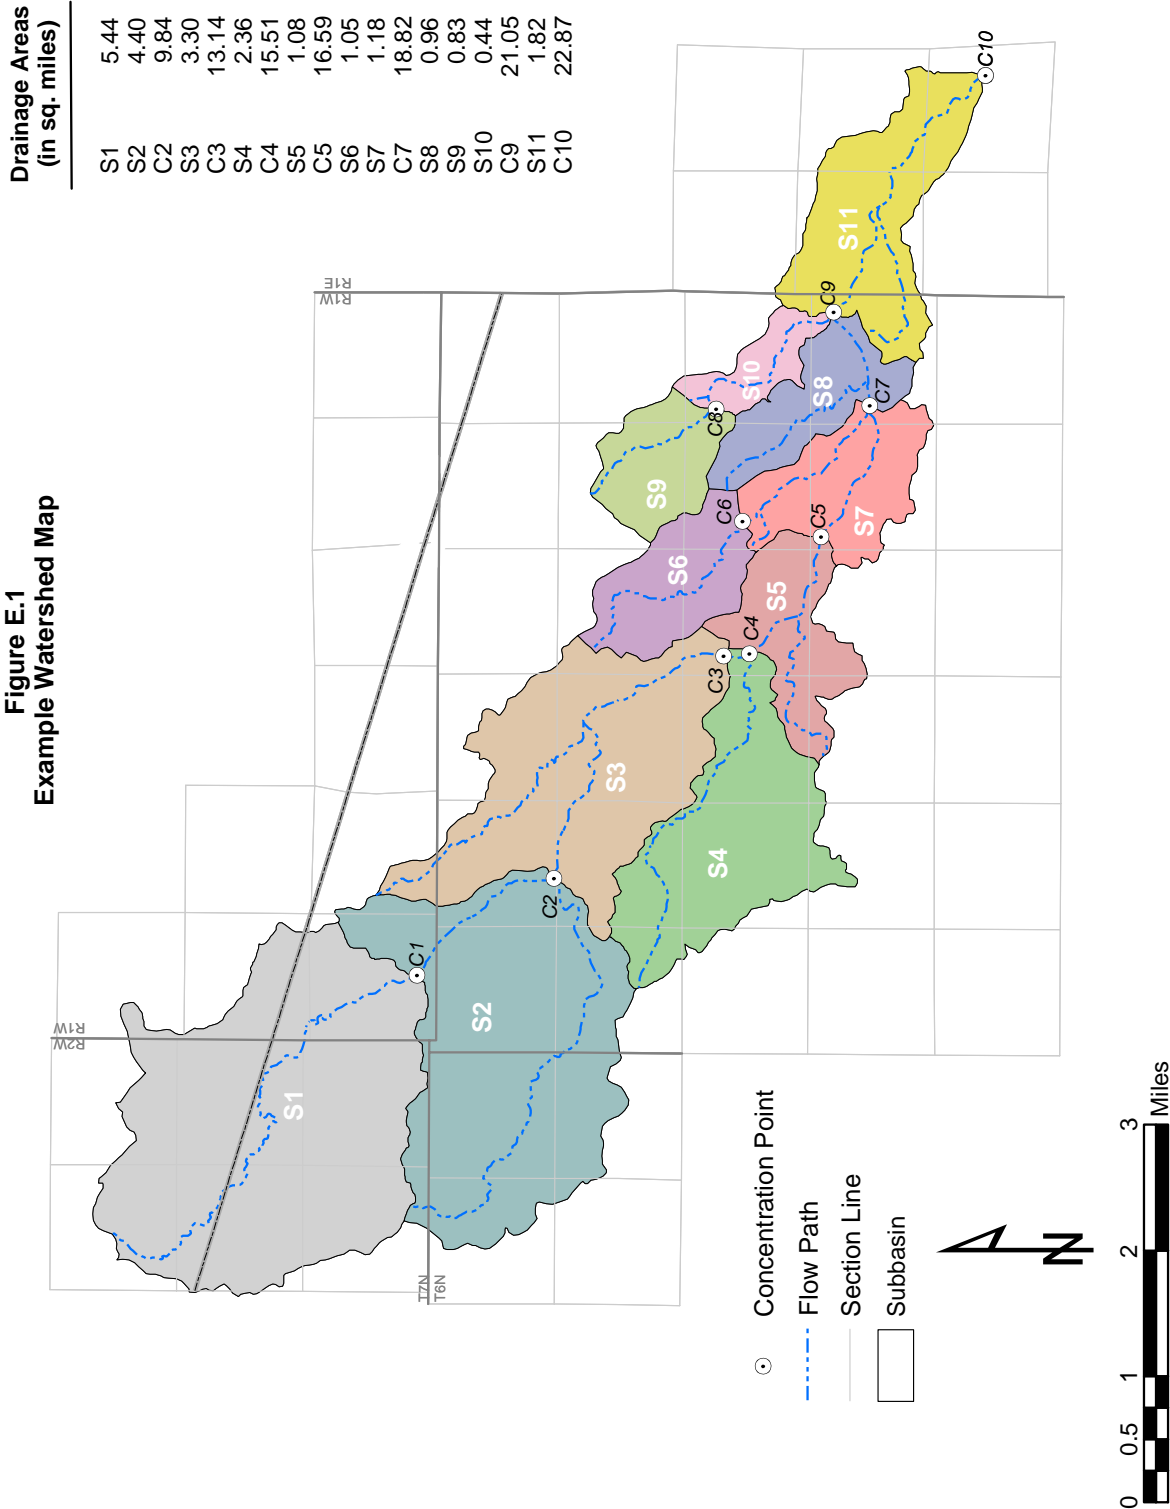 Figure E.1
Example Watershed Map
Drainage Areas
(in sq. miles)
S1 5.44
S2 4.40
C2 9.84
S3 3.30
C3 13.14
S4 2.36
C4 15.51
S5 1.08
C5 16.59
S6 1.05
S7 1.18
C7 18.82
S8 0.96
S9 0.83
S10 0.44
C9 21.05
S11 1.82
C10 22.87
R2W
R1W
R1W
R1E
T7N
T6N
S1
C1
S2
C2
S3
C3
S4
C4
S5
C5
S6
C6
S7
C7
S8
C8
S9
S10
C9
S11
C10
Concentration Point
Flow Path
Section Line
Subbasin
N
0 0.5 1 2 3
Miles